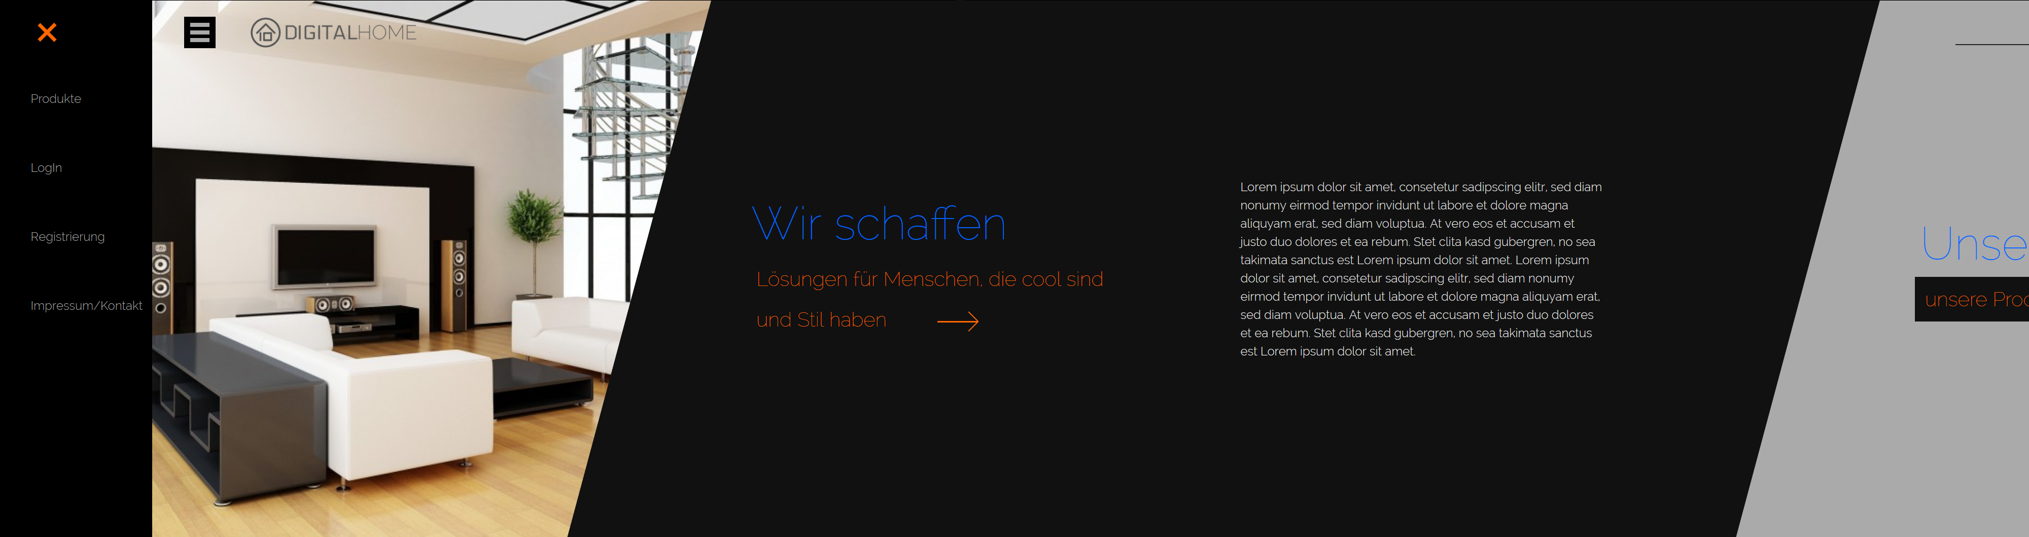 Produkte
LogIn
Registrierung
Impressum/Kontakt
DIGITALHOME
Wir schaffen
Lösungen für Menschen, die cool sind
und Stil haben
Lorem ipsum dolor sit amet, consetetur sadipscing elitr, sed diam
nonumy eirmod tempor invidunt ut labore et dolore magna
aliquyam erat, sed diam voluptua. At vero eos et accusam et
justo duo dolores et ea rebum. Stet clita kasd gubergren, no sea
takimata sanctus est Lorem ipsum dolor sit amet. Lorem ipsum
dolor sit amet, consetetur sadipscing elitr, sed diam nonumy
eirmod tempor invidunt ut labore et dolore magna aliquyam erat,
sed diam voluptua. At vero eos et accusam et justo duo dolores
et ea rebum. Stet clita kasd gubergren, no sea takimata sanctus
est Lorem ipsum dolor sit amet.
Unse
unsere Pro